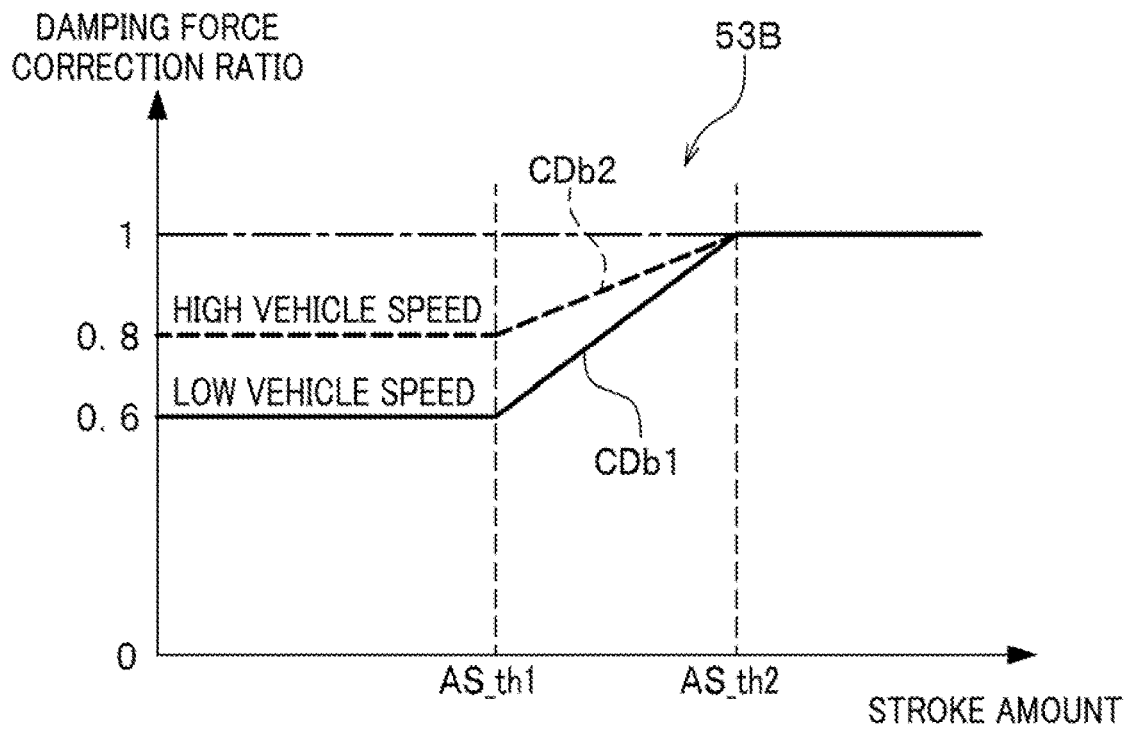 DAMPING FORCE
CORRECTION RATIO
53B
CDb2
1
HIGH VEHICLE SPEED
0.8
LOW VEHICLE SPEED
0.6
CDb1
0
AS_th1
AS_th2
STROKE AMOUNT